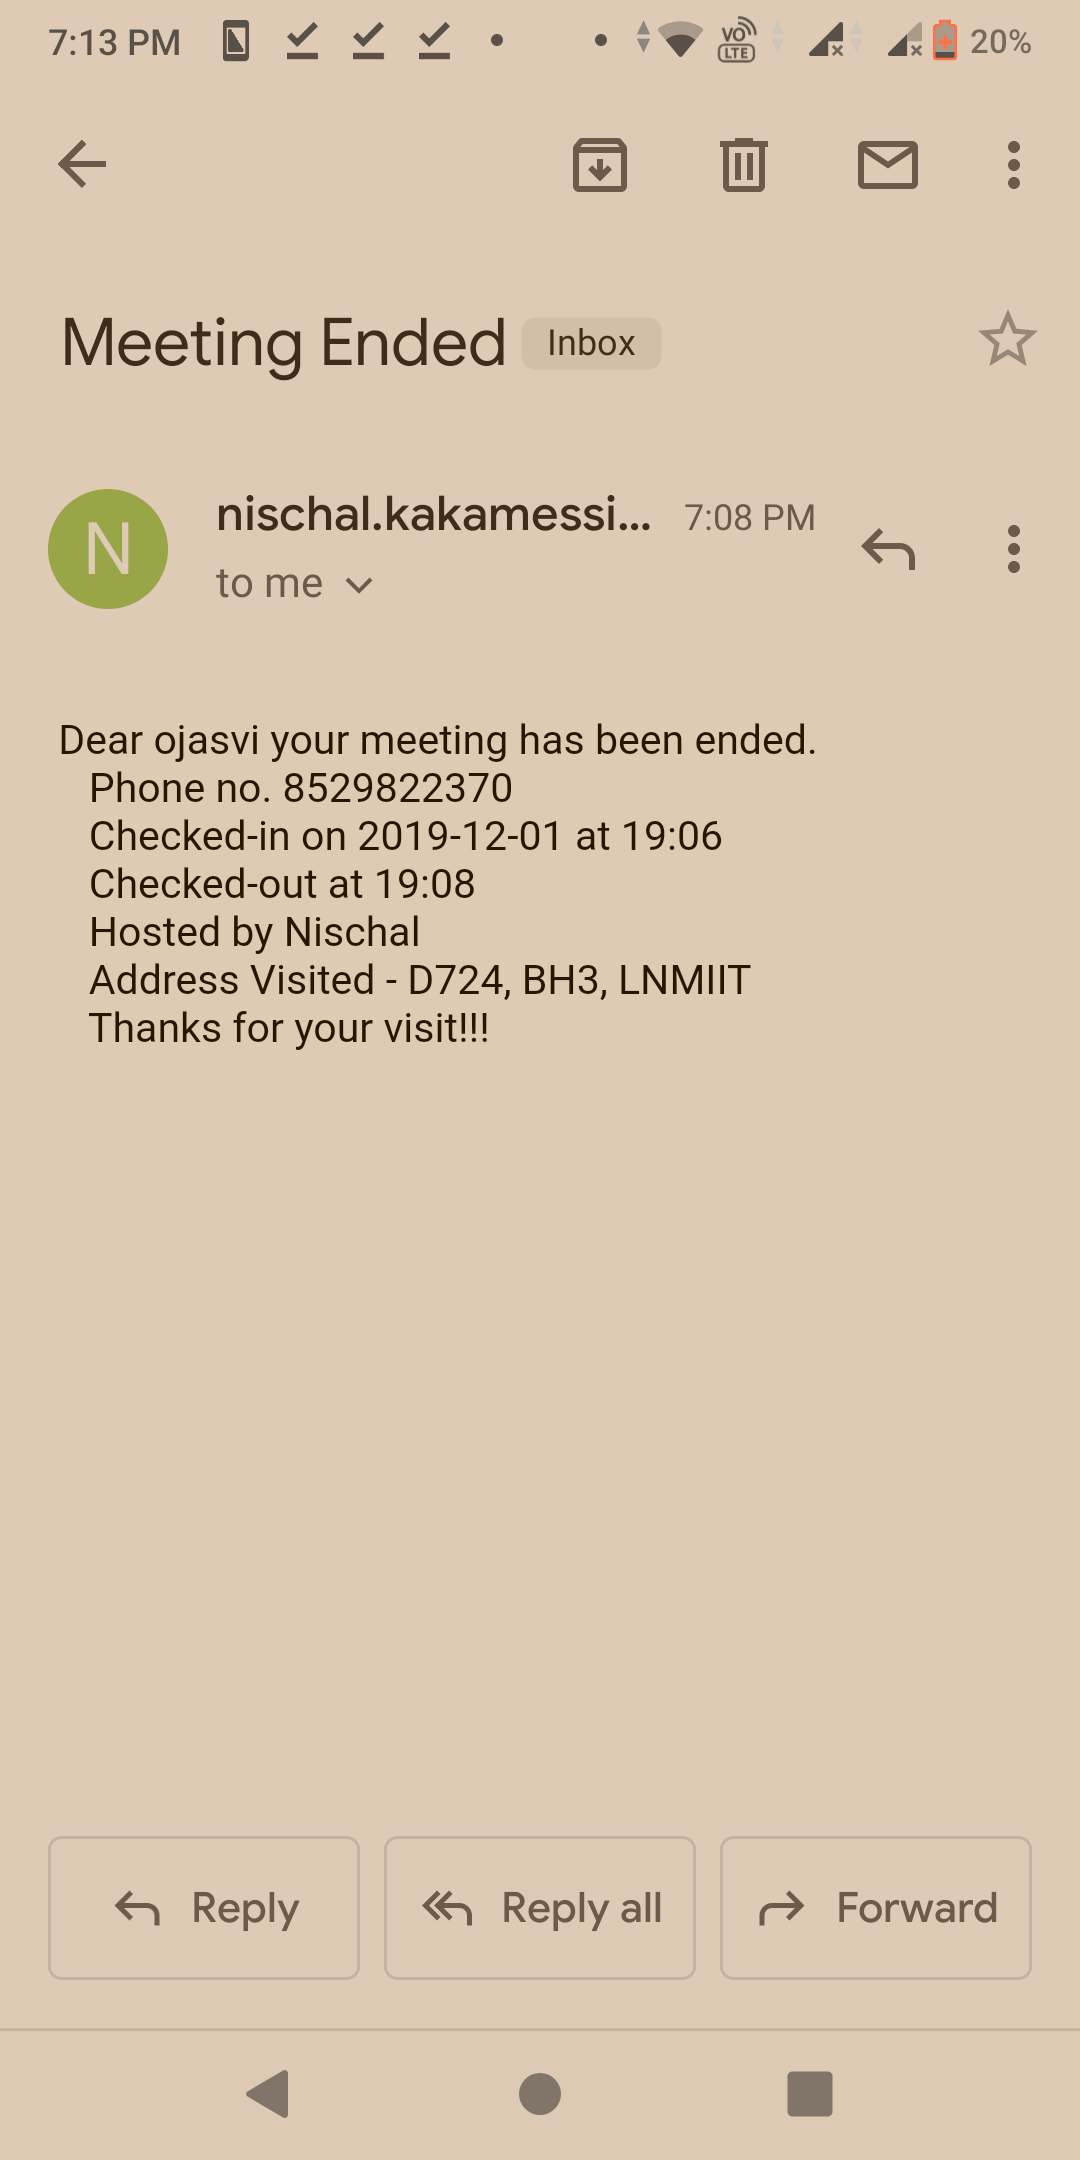 7:13 PM VO LTE 20%
Meeting Ended Inbox
N nischal.kakamessi... 7:08 PM
to me
Dear ojasvi your meeting has been ended.
Phone no. 8529822370
Checked-in on 2019-12-01 at 19:06
Checked-out at 19:08
Hosted by Nischal
Address Visited - D724, BH3, LNMIIT
Thanks for your visit!!!
Reply Reply all Forward